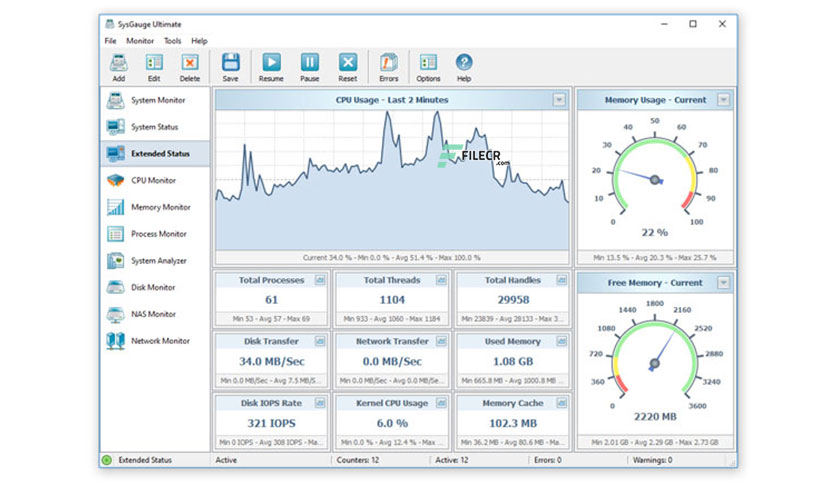 SysGauge Ultimate
File Monitor Tools Help
Add Edit Delete Save Resume Pause Reset Errors Options Help
System Monitor
System Status
Extended Status
CPU Monitor
Memory Monitor
Process Monitor
System Analyzer
Disk Monitor
NAS Monitor
Network Monitor
CPU Usage - Last 2 Minutes
FILECR
.com
Current 34.0 % - Min 0.0 % - Avg 51.4 % - Max 100.0 %
Memory Usage - Current
0 10 20 30 40 50 60 70 80 90 100
22 %
Min 13.5 % - Avg 20.3 % - Max 25.7 %
Total Processes
61
Min 53 - Avg 57 - Max 69
Total Threads
1104
Min 933 - Avg 1060 - Max 1184
Total Handles
29958
Min 23839 - Avg 28133 - Max 3...
Disk Transfer
34.0 MB/Sec
Min 0.0 MB/Sec - Avg 7.5 MB/S...
Network Transfer
0.0 MB/Sec
Min 0.0 MB/Sec - Avg 0.0 MB/Se...
Used Memory
1.08 GB
Min 665.8 MB - Avg 1000.8 MB ...
Disk IOPS Rate
321 IOPS
Min 0 IOPS - Avg 308 IOPS - Ma...
Kernel CPU Usage
6.0 %
Min 0.0 % - Avg 12.4 % - Max ...
Memory Cache
102.3 MB
Min 36.2 MB - Avg 80.6 MB - Ma...
Free Memory - Current
0 360 720 1080 1440 1800 2160 2520 2880 3240 3600
2220 MB
Min 2.01 GB - Avg 2.29 GB - Max 2.73 GB
Extended Status Active Counters: 12 Active: 12 Errors: 0 Warnings: 0